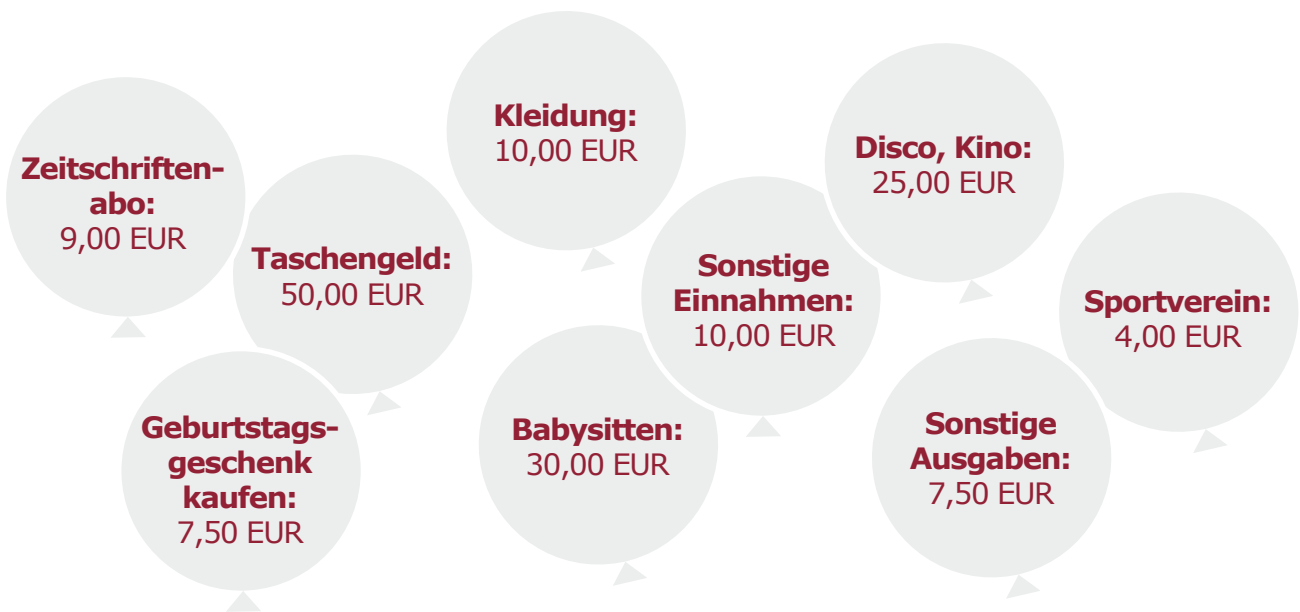 Zeitschriften-
abo:
9,00 EUR
Taschengeld:
50,00 EUR
Kleidung:
10,00 EUR
Disco, Kino:
25,00 EUR
Sonstige
Einnahmen:
10,00 EUR
Sportverein:
4,00 EUR
Geburtstags-
geschenk
kaufen:
7,50 EUR
Babysitten:
30,00 EUR
Sonstige
Ausgaben:
7,50 EUR